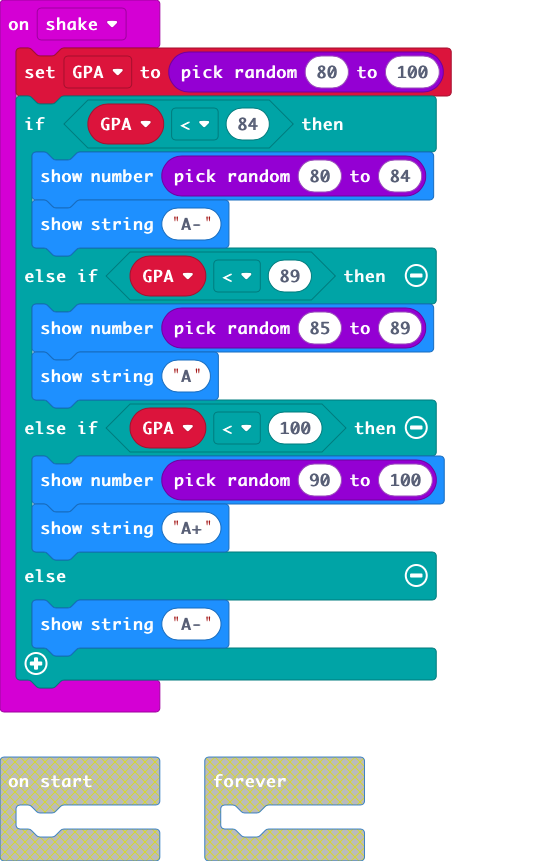 on shake
set GPA to pick random 80 to 100
if GPA < 84 then
show number pick random 80 to 84
show string "A-"
else if GPA < 89 then
show number pick random 85 to 89
show string "A"
else if GPA < 100 then
show number pick random 90 to 100
show string "A+"
else
show string "A-"
on start forever